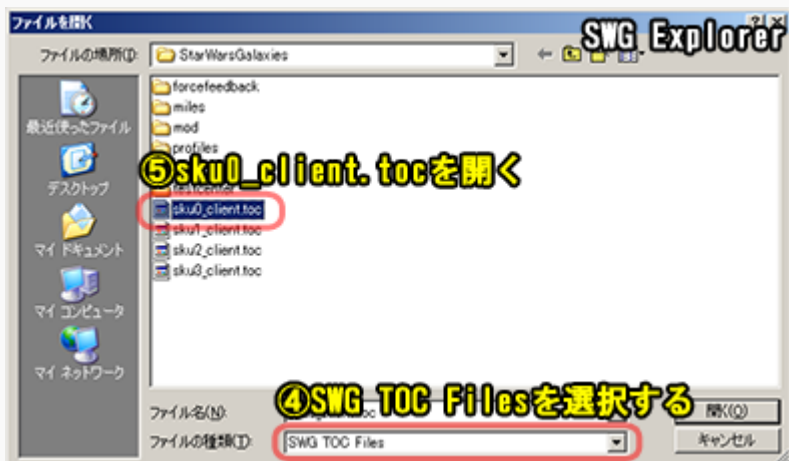 ファイルを開く
SWG Explorer
ファイルの場所(I):
StarWarsGalaxies
forcefeedback
miles
mod
profiles
⑤sku0_client.tocを開く
sku0_client.toc
sku1_client.toc
sku2_client.toc
sku3_client.toc
最近使ったファイル
デスクトップ
マイ ドキュメント
マイ コンピュータ
マイ ネットワーク
④SWG TOC Filesを選択する
ファイル名(N):
開く(O)
ファイルの種類(T):
SWG TOC Files
キャンセル